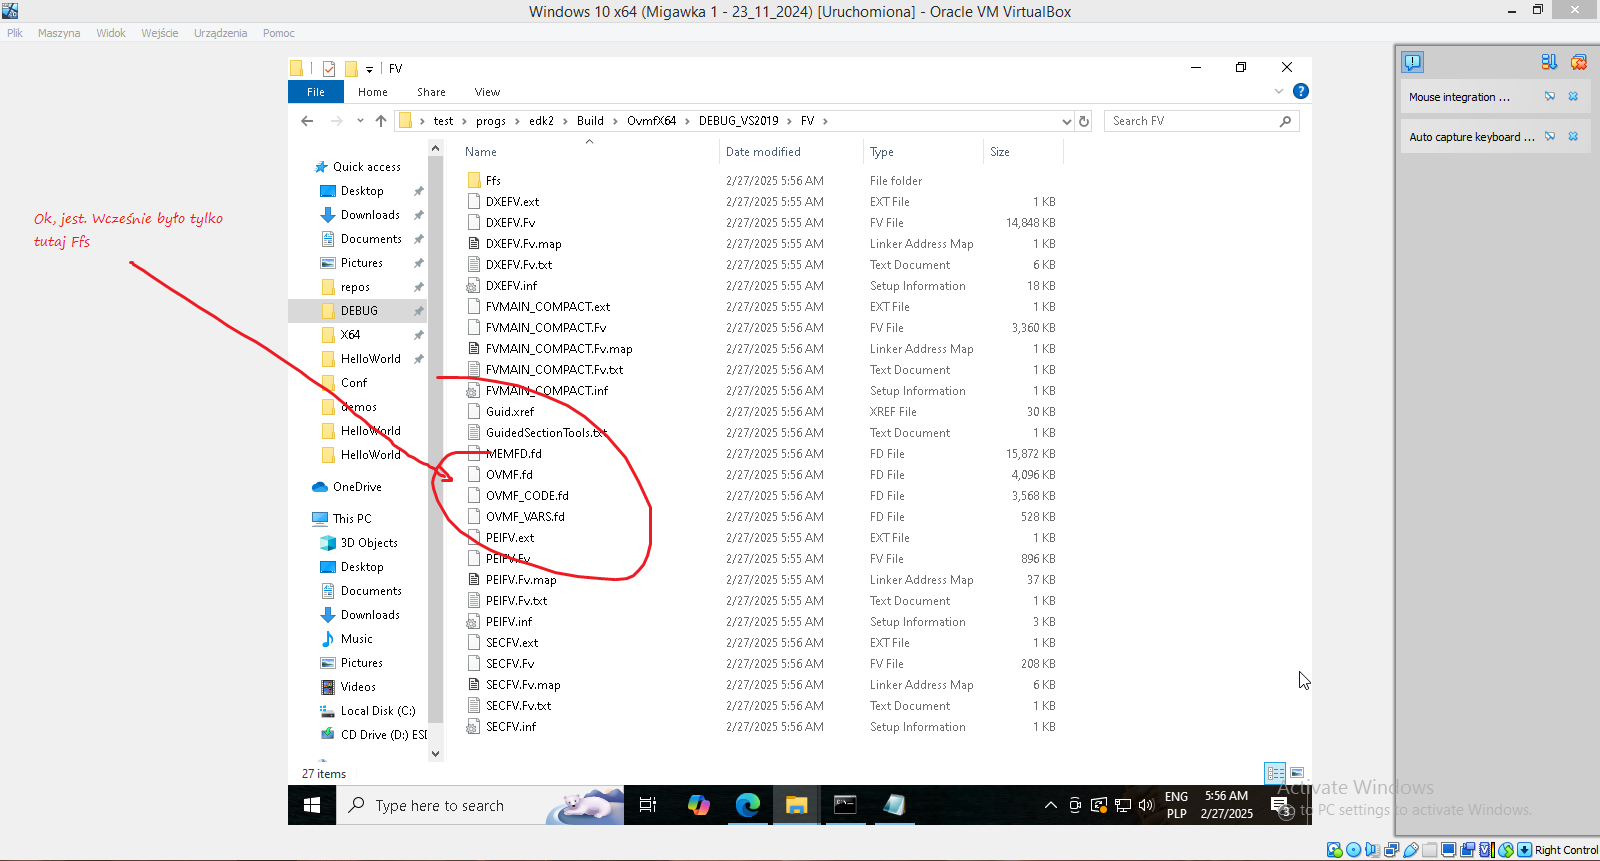 Windows 10 x64 (Migawka 1 - 23_11_2024) [Uruchomiona] - Oracle VM VirtualBox
Plik Maszyna Widok Wejście Urządzenia Pomoc
FV
File Home Share View
test progs edk2 Build OvmfX64 DEBUG_VS2019 FV
Search FV
Mouse integration ...
Auto capture keyboard ...
Ok, jest. Wcześnie było tylko
tutaj Ffs
Quick access
Desktop
Downloads
Documents
Pictures
repos
DEBUG
X64
HelloWorld
Conf
demos
HelloWorld
HelloWorld
OneDrive
This PC
3D Objects
Desktop
Documents
Downloads
Music
Pictures
Videos
Local Disk (C:)
CD Drive (D:) ESI
Name Date modified Type Size
Ffs 2/27/2025 5:56 AM File folder
DXEFV.ext 2/27/2025 5:56 AM EXT File 1 KB
DXEFV.Fv 2/27/2025 5:55 AM FV File 14,848 KB
DXEFV.Fv.map 2/27/2025 5:55 AM Linker Address Map 1 KB
DXEFV.Fv.txt 2/27/2025 5:55 AM Text Document 6 KB
DXEFV.inf 2/27/2025 5:55 AM Setup Information 18 KB
FVMAIN_COMPACT.ext 2/27/2025 5:56 AM EXT File 1 KB
FVMAIN_COMPACT.Fv 2/27/2025 5:56 AM FV File 3,360 KB
FVMAIN_COMPACT.Fv.map 2/27/2025 5:56 AM Linker Address Map 1 KB
FVMAIN_COMPACT.Fv.txt 2/27/2025 5:56 AM Text Document 1 KB
FVMAIN_COMPACT.inf 2/27/2025 5:56 AM Setup Information 1 KB
Guid.xref 2/27/2025 5:56 AM XREF File 30 KB
GuidedSectionTools.txt 2/27/2025 5:55 AM Text Document 1 KB
MEMFD.fd 2/27/2025 5:56 AM FD File 15,872 KB
OVMF.fd 2/27/2025 5:56 AM FD File 4,096 KB
OVMF_CODE.fd 2/27/2025 5:56 AM FD File 3,568 KB
OVMF_VARS.fd 2/27/2025 5:56 AM FD File 528 KB
PEIFV.ext 2/27/2025 5:56 AM EXT File 1 KB
PEIFV.Fv 2/27/2025 5:55 AM FV File 896 KB
PEIFV.Fv.map 2/27/2025 5:55 AM Linker Address Map 37 KB
PEIFV.Fv.txt 2/27/2025 5:55 AM Text Document 1 KB
PEIFV.inf 2/27/2025 5:55 AM Setup Information 3 KB
SECFV.ext 2/27/2025 5:56 AM EXT File 1 KB
SECFV.Fv 2/27/2025 5:56 AM FV File 208 KB
SECFV.Fv.map 2/27/2025 5:56 AM Linker Address Map 6 KB
SECFV.Fv.txt 2/27/2025 5:56 AM Text Document 1 KB
SECFV.inf 2/27/2025 5:56 AM Setup Information 1 KB
27 items
Type here to search
ENG
PLP
5:56 AM
2/27/2025
3
Activate Windows
to PC settings to activate Windows.
Right Control